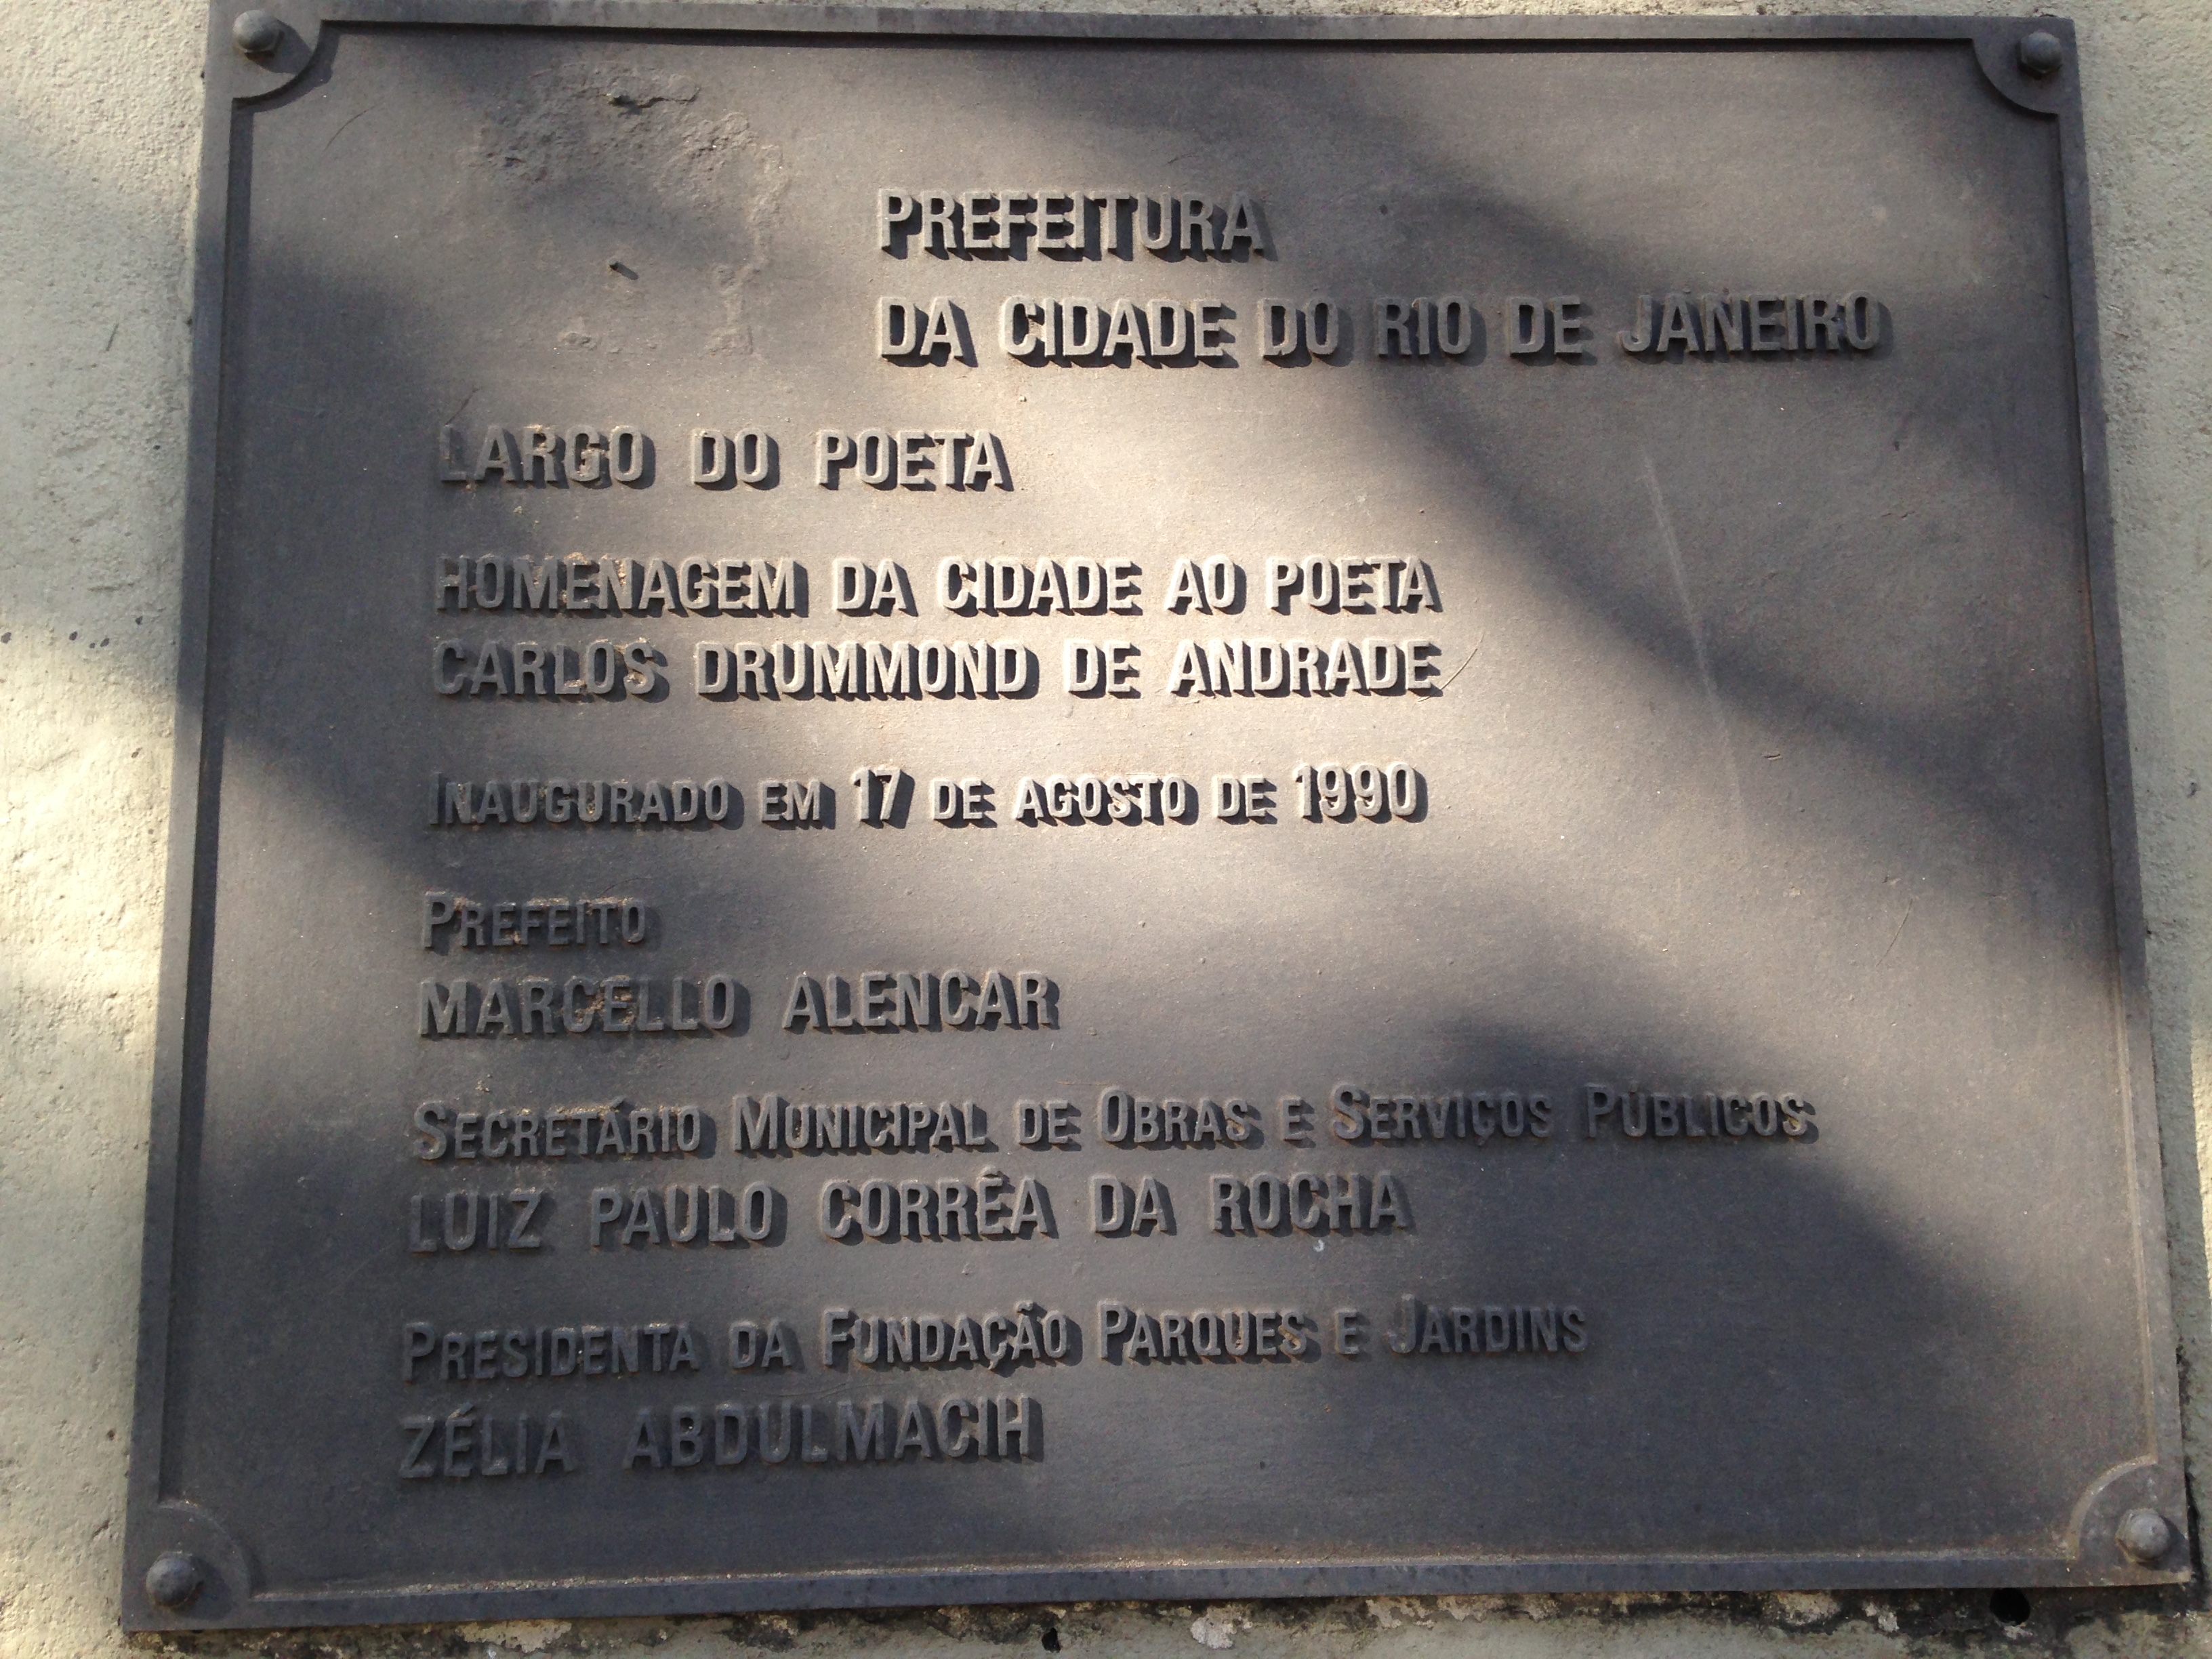 PREFEITURA
DA CIDADE DO RIO DE JANEIRO
LARGO DO POETA
HOMENAGEM DA CIDADE AO POETA
CARLOS DRUMMOND DE ANDRADE
INAUGURADO EM 17 DE AGOSTO DE 1990
PREFEITO
MARCELLO ALENCAR
SECRETÁRIO MUNICIPAL DE OBRAS E SERVIÇOS PÚBLICOS
LUIZ PAULO CORRÊA DA ROCHA
PRESIDENTA DA FUNDAÇÃO PARQUES E JARDINS
ZÉLIA ABDULMACIH